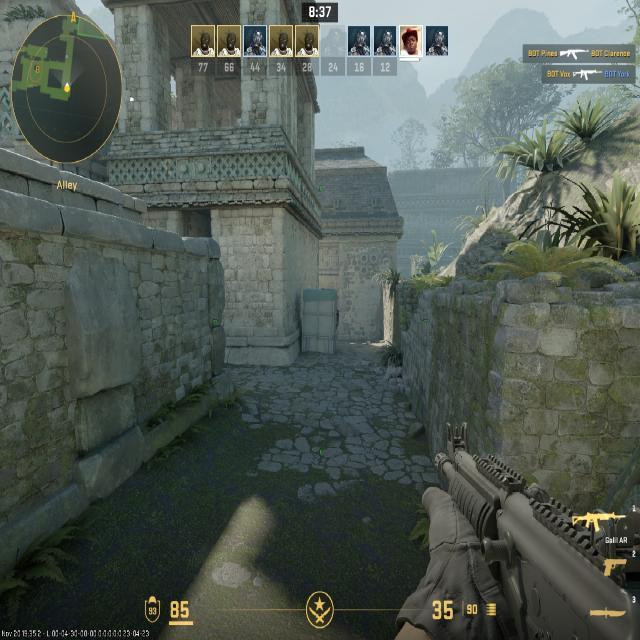 8:37
A
B
77 66 44 34 28 24 16 12
BOT Pines BOT Clarence
BOT Vox BOT York
Alley
1
Galil AR
2
3
93 85 35 90